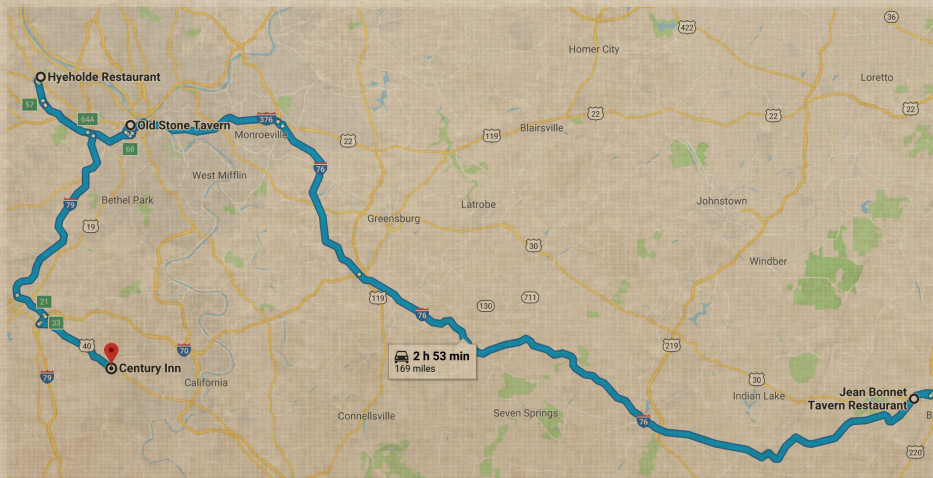 36
422
Homer City
Hyeholde Restaurant
Loretto
57
22
22
22
64A
376
Old Stone Tavern
Blairsville
119
Monroeville
22
68
76
West Mifflin
79
Bethel Park
Latrobe
Johnstown
Greensburg
19
30
Windber
119
21
130
711
76
33
40
70
2 h 53 min
169 miles
219
Century Inn
79
California
30
Indian Lake
Jean Bonnet
Tavern Restaurant
Connellsville
Seven Springs
B
76
220